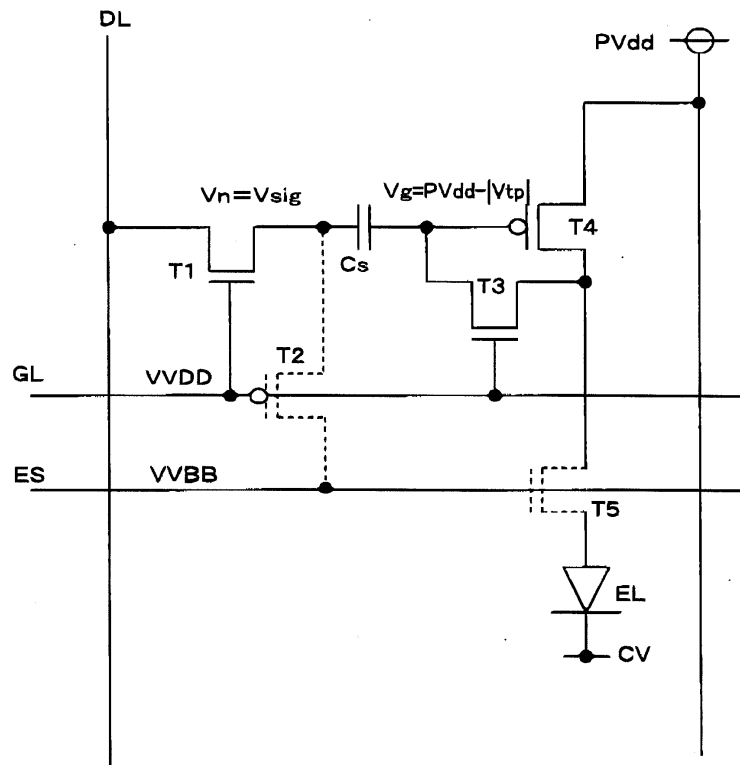 DL
PVdd
Vn=Vsig
Vg=PVdd-|Vtp|
T4
Cs
T1
T3
T2
GL
VVDD
ES
VVBB
T5
EL
CV